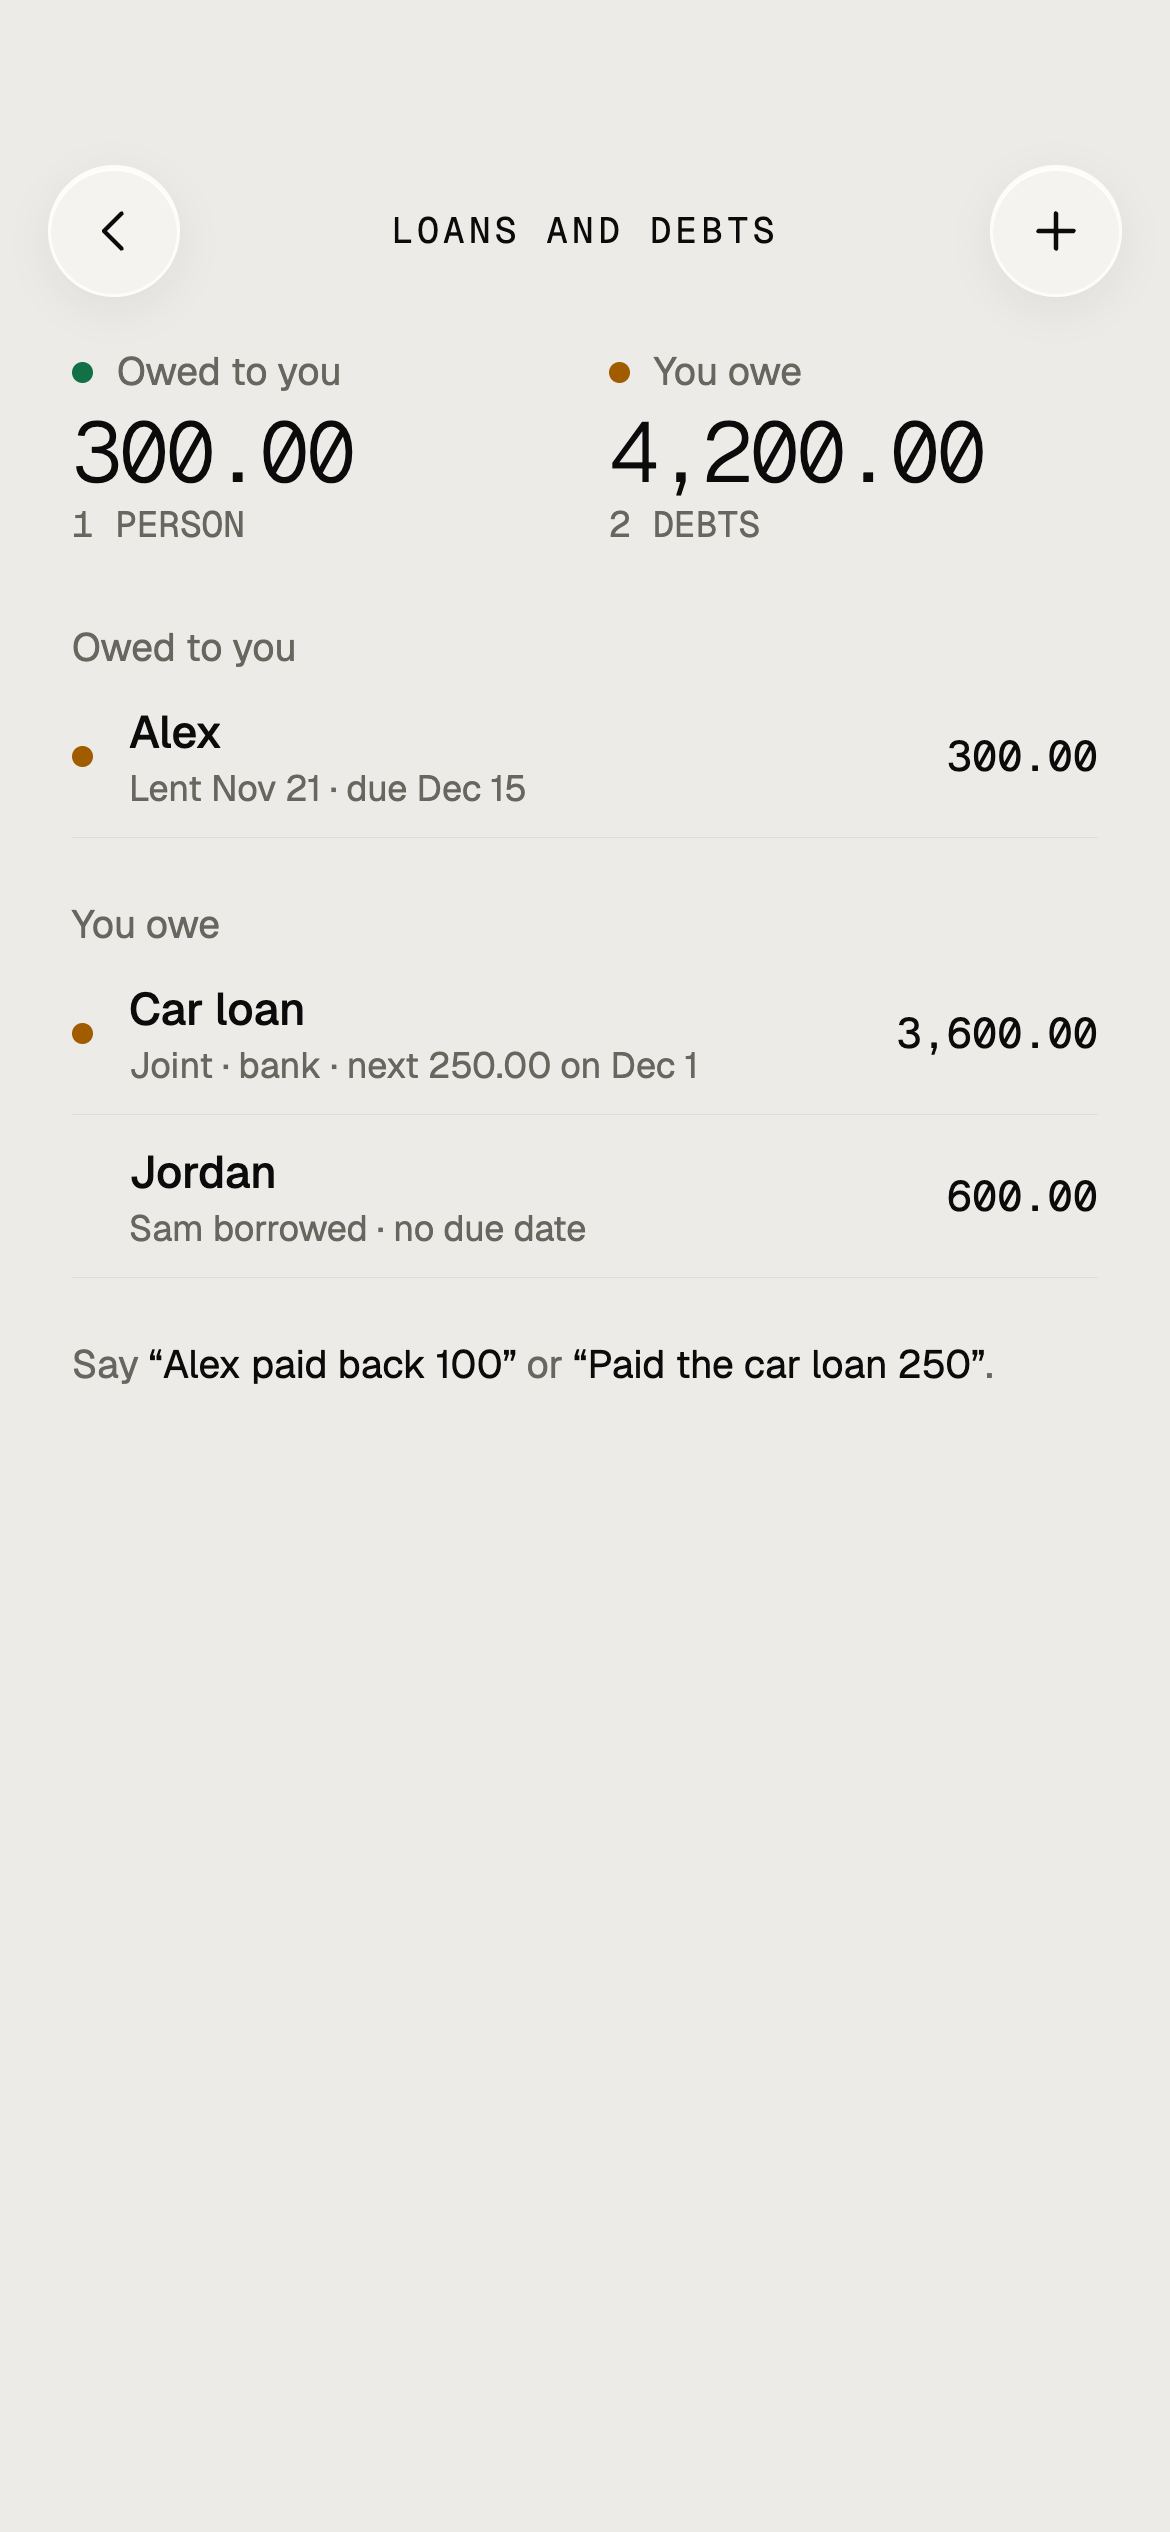 LOANS AND DEBTS
Owed to you
300.00
1 PERSON
You owe
4,200.00
2 DEBTS
Owed to you
Alex
300.00
Lent Nov 21 · due Dec 15
You owe
Car loan
3,600.00
Joint · bank · next 250.00 on Dec 1
Jordan
600.00
Sam borrowed · no due date
Say “Alex paid back 100” or “Paid the car loan 250”.